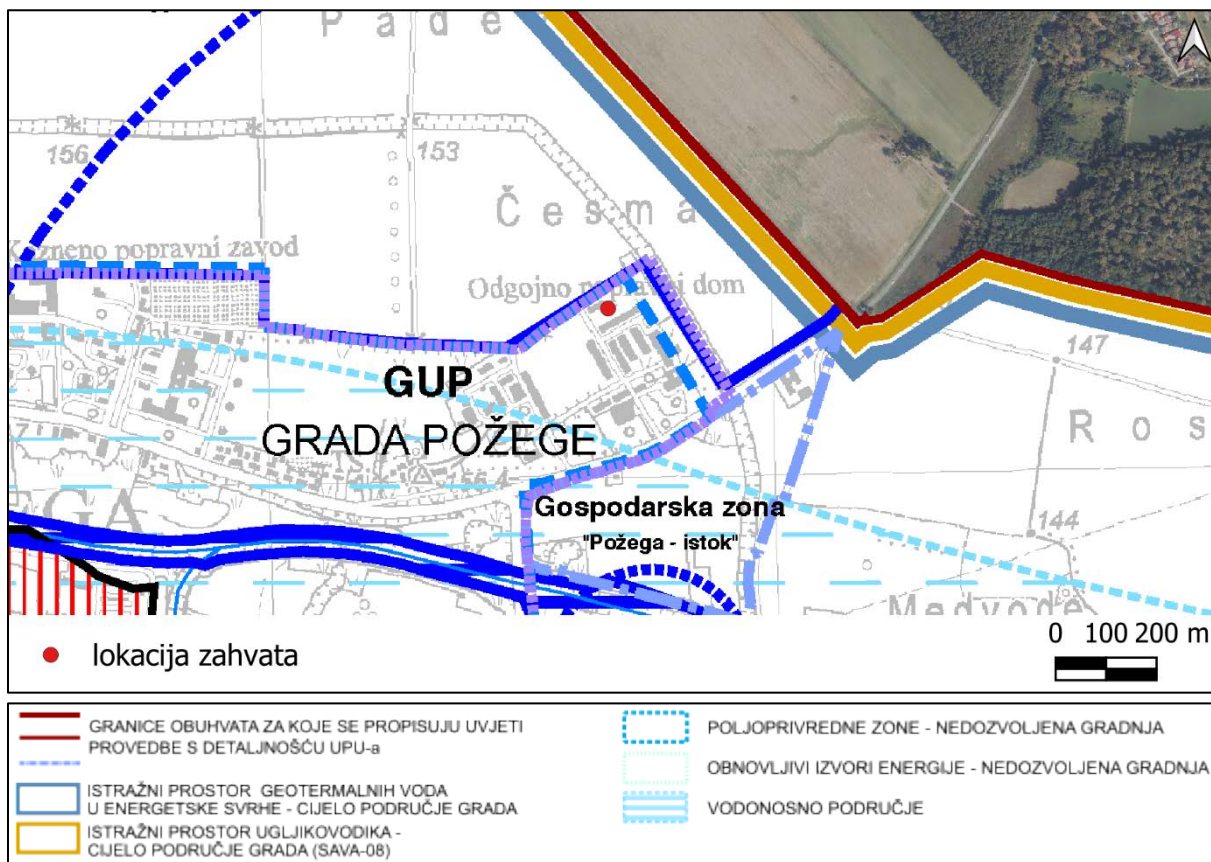 P a d e
156
153
Č e s m a
Kazneno popravni zavod
Odgojno popravni dom
147
GUP
GRADA POŽEGE
R o s
Gospodarska zona
"Požega - istok"
144
GA
Medvode
lokacija zahvata
0 100 200 m
GRANICE OBUHVATA ZA KOJE SE PROPISUJU UVJETI
PROVEDBE S DETALJNOŠĆU UPU-a
ISTRAŽNI PROSTOR GEOTERMALNIH VODA
U ENERGETSKE SVRHE - CIJELO PODRUČJE GRADA
ISTRAŽNI PROSTOR UGLJIKOVODIKA -
CIJELO PODRUČJE GRADA (SAVA-08)
POLJOPRIVREDNE ZONE - NEDOZVOLJENA GRADNJA
OBNOVLJIVI IZVORI ENERGIJE - NEDOZVOLJENA GRADNJA
VODONOSNO PODRUČJE